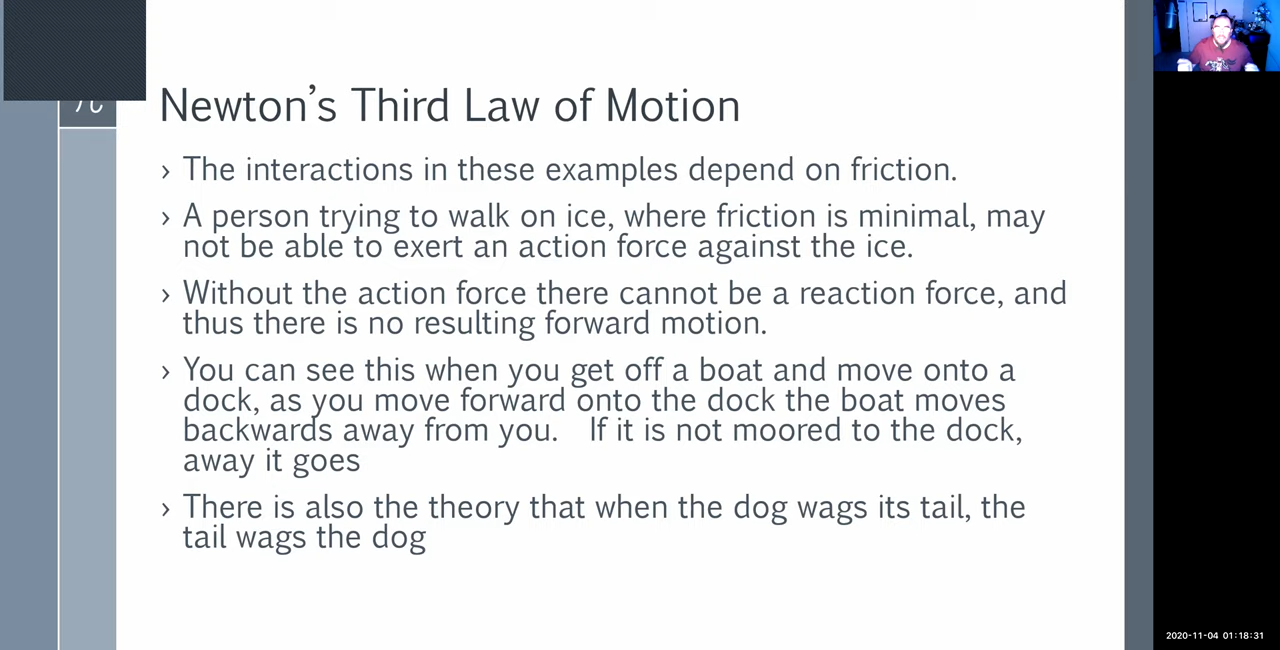 Newton’s Third Law of Motion
› The interactions in these examples depend on friction.
› A person trying to walk on ice, where friction is minimal, may
not be able to exert an action force against the ice.
› Without the action force there cannot be a reaction force, and
thus there is no resulting forward motion.
› You can see this when you get off a boat and move onto a
dock, as you move forward onto the dock the boat moves
backwards away from you.   If it is not moored to the dock,
away it goes
› There is also the theory that when the dog wags its tail, the
tail wags the dog
2020-11-04 01:18:31